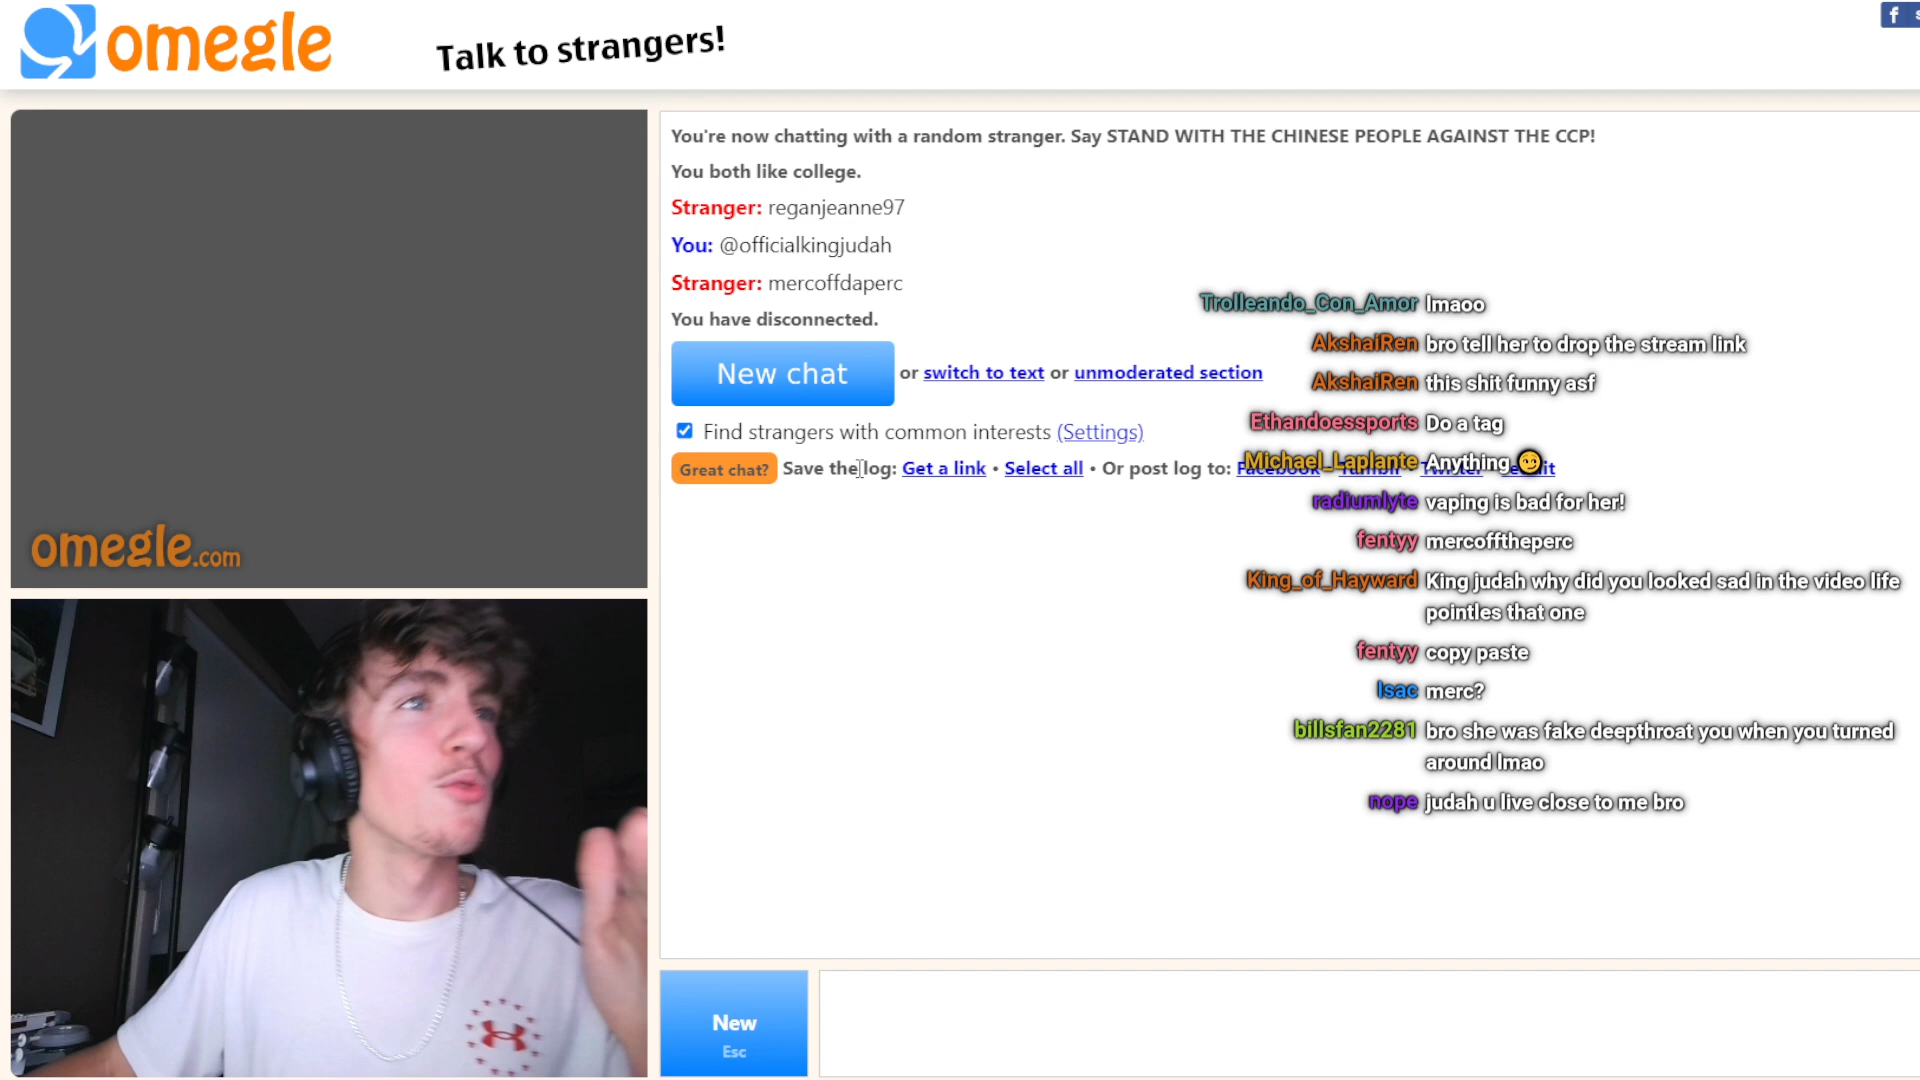 omegle
Talk to strangers!
You're now chatting with a random stranger. Say STAND WITH THE CHINESE PEOPLE AGAINST THE CCP!
You both like college.
Stranger: reganjeanne97
You: @officialkingjudah
Stranger: mercoffdaperc
You have disconnected.
New chat or switch to text or unmoderated section
Find strangers with common interests (Settings)
Great chat? Save the log: Get a link • Select all • Or post log to: Facebook
omegle.com
Trolleando_Con_Amor lmaoo
AkshaiRen bro tell her to drop the stream link
AkshaiRen this shit funny asf
Ethandoessports Do a tag
Michael_Laplante Anything 😏
radiumlyte vaping is bad for her!
fentyy mercofftheperc
King_of_Hayward King judah why did you looked sad in the video life
pointles that one
fentyy copy paste
Isac merc?
billsfan2281 bro she was fake deepthroat you when you turned
around lmao
nope judah u live close to me bro
New
Esc